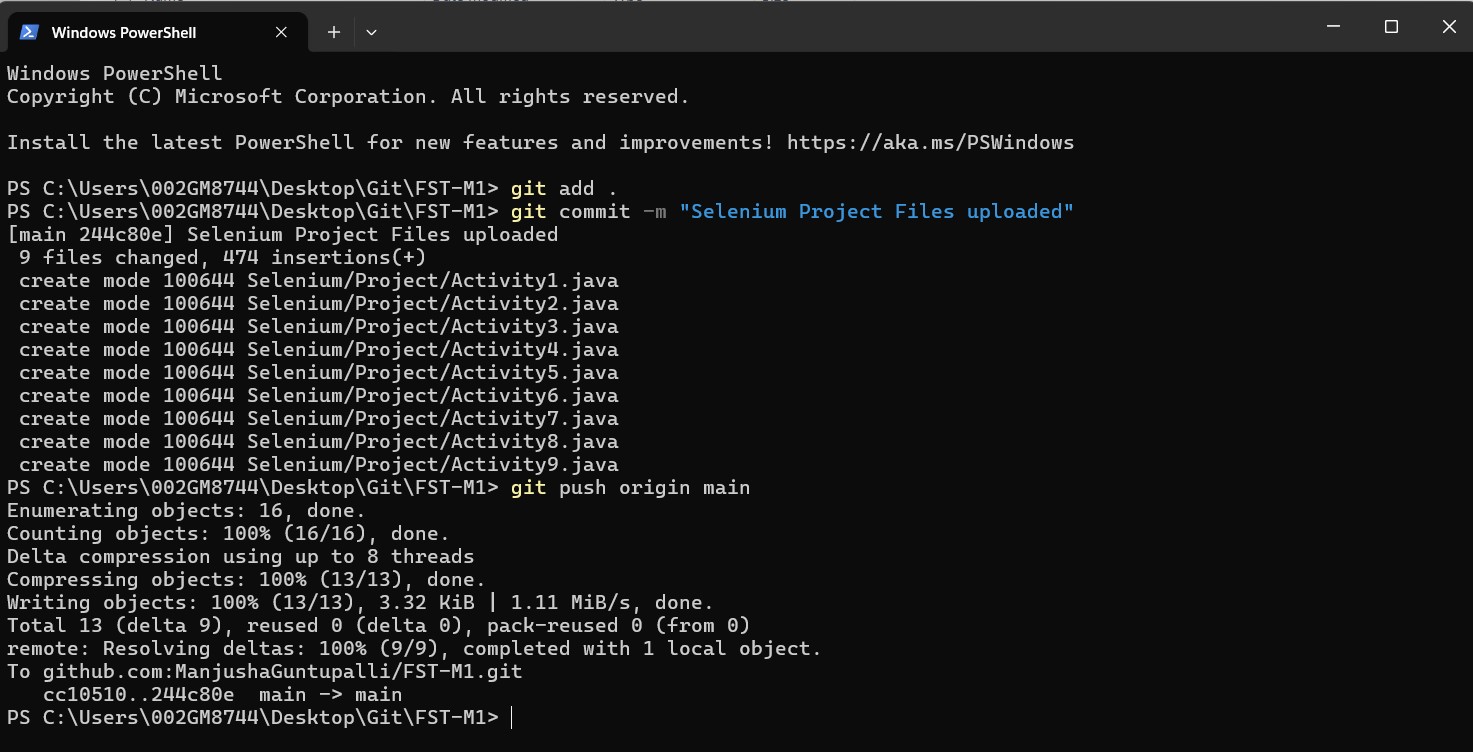 Windows PowerShell
Windows PowerShell
Copyright (C) Microsoft Corporation. All rights reserved.
Install the latest PowerShell for new features and improvements! https://aka.ms/PSWindows
PS C:\Users\002GM8744\Desktop\Git\FST-M1> git add .
PS C:\Users\002GM8744\Desktop\Git\FST-M1> git commit -m "Selenium Project Files uploaded"
[main 244c80e] Selenium Project Files uploaded
 9 files changed, 474 insertions(+)
 create mode 100644 Selenium/Project/Activity1.java
 create mode 100644 Selenium/Project/Activity2.java
 create mode 100644 Selenium/Project/Activity3.java
 create mode 100644 Selenium/Project/Activity4.java
 create mode 100644 Selenium/Project/Activity5.java
 create mode 100644 Selenium/Project/Activity6.java
 create mode 100644 Selenium/Project/Activity7.java
 create mode 100644 Selenium/Project/Activity8.java
 create mode 100644 Selenium/Project/Activity9.java
PS C:\Users\002GM8744\Desktop\Git\FST-M1> git push origin main
Enumerating objects: 16, done.
Counting objects: 100% (16/16), done.
Delta compression using up to 8 threads
Compressing objects: 100% (13/13), done.
Writing objects: 100% (13/13), 3.32 KiB | 1.11 MiB/s, done.
Total 13 (delta 9), reused 0 (delta 0), pack-reused 0 (from 0)
remote: Resolving deltas: 100% (9/9), completed with 1 local object.
To github.com:ManjushaGuntupalli/FST-M1.git
   cc10510..244c80e  main -> main
PS C:\Users\002GM8744\Desktop\Git\FST-M1>